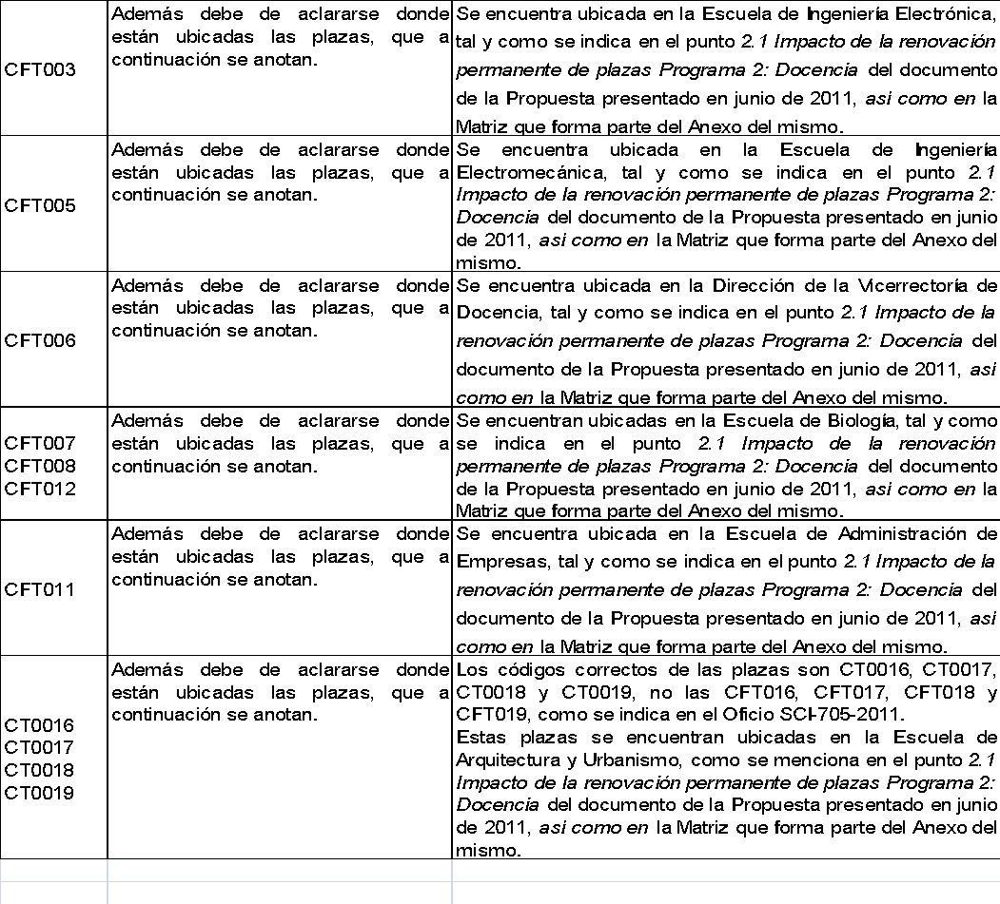 CFT003
Además debe de aclararse donde
están ubicadas las plazas, que a
continuación se anotan.
Se encuentra ubicada en la Escuela de Ingeniería Electrónica,
tal y como se indica en el punto 2.1 Impacto de la renovación
permanente de plazas Programa 2: Docencia del documento
de la Propuesta presentado en junio de 2011, asi como en la
Matriz que forma parte del Anexo del mismo.
CFT005
Además debe de aclararse donde
están ubicadas las plazas, que a
continuación se anotan.
Se encuentra ubicada en la Escuela de Ingeniería
Electromecánica, tal y como se indica en el punto 2.1
Impacto de la renovación permanente de plazas Programa 2:
Docencia del documento de la Propuesta presentado en junio
de 2011, asi como en la Matriz que forma parte del Anexo del
mismo.
CFT006
Además debe de aclararse donde
están ubicadas las plazas, que a
continuación se anotan.
Se encuentra ubicada en la Dirección de la Vicerrectoría de
Docencia, tal y como se indica en el punto 2.1 Impacto de la
renovación permanente de plazas Programa 2: Docencia del
documento de la Propuesta presentado en junio de 2011, asi
como en la Matriz que forma parte del Anexo del mismo.
CFT007
CFT008
CFT012
Además debe de aclararse donde
están ubicadas las plazas, que a
continuación se anotan.
Se encuentran ubicadas en la Escuela de Biología, tal y como
se indica en el punto 2.1 Impacto de la renovación
permanente de plazas Programa 2: Docencia del documento
de la Propuesta presentado en junio de 2011, asi como en la
Matriz que forma parte del Anexo del mismo.
CFT011
Además debe de aclararse donde
están ubicadas las plazas, que a
continuación se anotan.
Se encuentra ubicada en la Escuela de Administración de
Empresas, tal y como se indica en el punto 2.1 Impacto de la
renovación permanente de plazas Programa 2: Docencia del
documento de la Propuesta presentado en junio de 2011, asi
como en la Matriz que forma parte del Anexo del mismo.
CT0016
CT0017
CT0018
CT0019
Además debe de aclararse donde
están ubicadas las plazas, que a
continuación se anotan.
Los códigos correctos de las plazas son CT0016, CT0017,
CT0018 y CT0019, no las CFT016, CFT017, CFT018 y
CFT019, como se indica en el Oficio SCI-705-2011.
Estas plazas se encuentran ubicadas en la Escuela de
Arquitectura y Urbanismo, como se menciona en el punto 2.1
Impacto de la renovación permanente de plazas Programa 2:
Docencia del documento de la Propuesta presentado en junio
de 2011, asi como en la Matriz que forma parte del Anexo del
mismo.